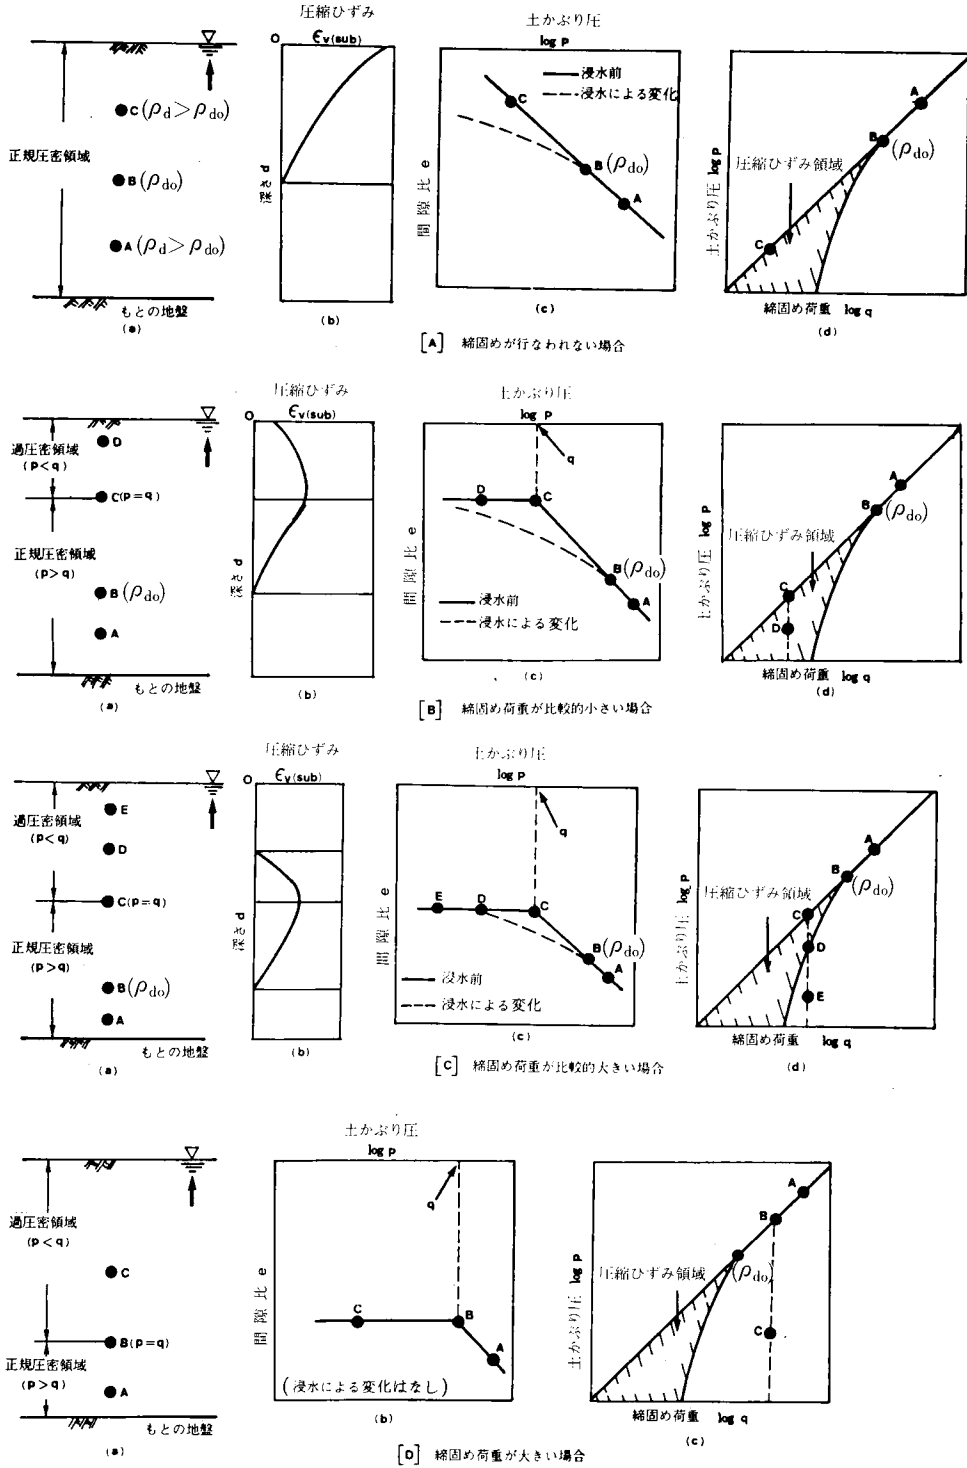 C(ρd>ρdo)
正規圧密領域
B(ρdo)
A(ρd>ρdo)
もとの地盤
(a)
圧縮ひずみ
O εv(sub)
深さ d
(b)
土かぶり圧
log P
浸水前
浸水による変化
C
B(ρdo)
A
間隙比 e
(c)
A
B
(ρdo)
圧縮ひずみ領域
C
土かぶり圧 log P
締固め荷重 log q
(d)
[A] 締固めが行なわれない場合
過圧密領域
(p<q)
D
C(p=q)
正規圧密領域
(p>q)
B(ρdo)
A
もとの地盤
(a)
圧縮ひずみ
O εv(sub)
深さ d
(b)
土かぶり圧
log P
q
D
C
B(ρdo)
A
間隙比 e
浸水前
浸水による変化
(c)
A
B
(ρdo)
圧縮ひずみ領域
C
D
土かぶり圧 log P
締固め荷重 log q
(d)
[B] 締固め荷重が比較的小さい場合
E
過圧密領域
(p<q)
D
C(p=q)
正規圧密領域
(p>q)
B(ρdo)
A
もとの地盤
(a)
圧縮ひずみ
O εv(sub)
深さ d
(b)
土かぶり圧
log p
q
E
D
C
B(ρdo)
A
間隙比 e
浸水前
浸水による変化
(c)
A
B
(ρdo)
圧縮ひずみ領域
C
D
E
土かぶり圧 log p
締固め荷重 log q
(d)
[C] 締固め荷重が比較的大きい場合
過圧密領域
(p<q)
C
B(p=q)
正規圧密領域
(p>q)
A
もとの地盤
(a)
土かぶり圧
log p
q
C
B
A
間隙比 e
(浸水による変化はなし)
(b)
A
B
(ρdo)
圧縮ひずみ領域
C
土かぶり圧 log p
締固め荷重 log q
(c)
[D] 締固め荷重が大きい場合